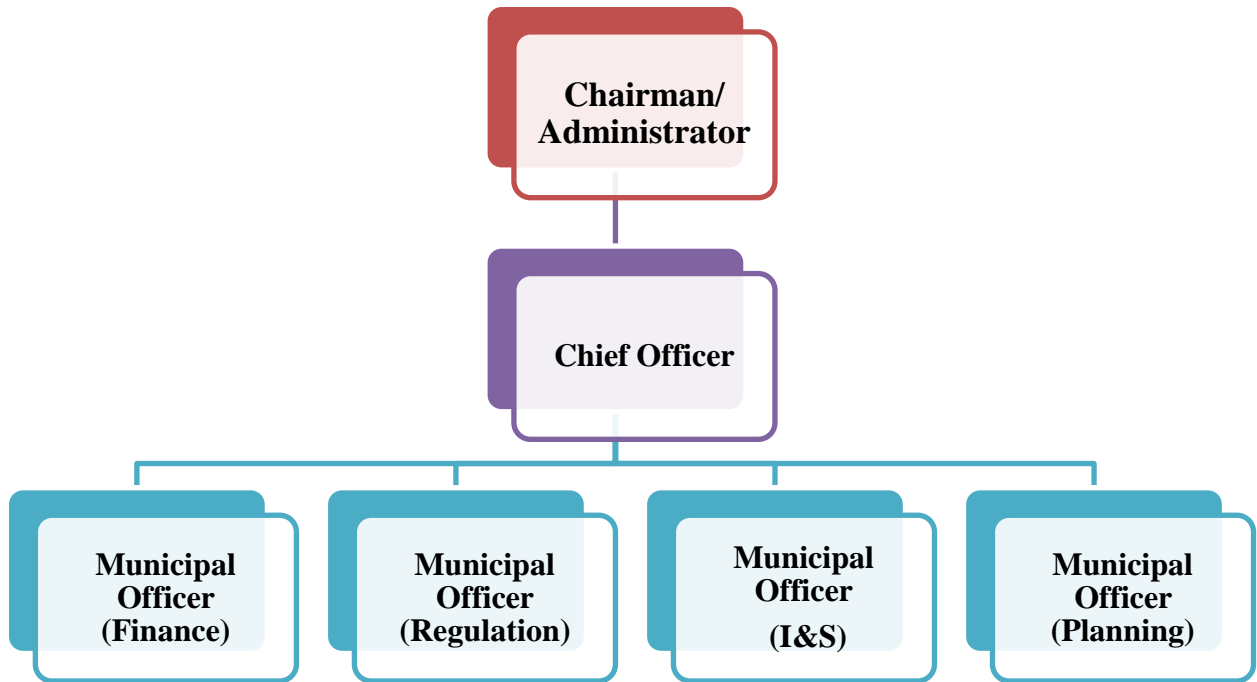 Chairman/
Administrator
Chief Officer
Municipal
Officer
(Finance)
Municipal
Officer
(Regulation)
Municipal
Officer
(I&S)
Municipal
Officer
(Planning)